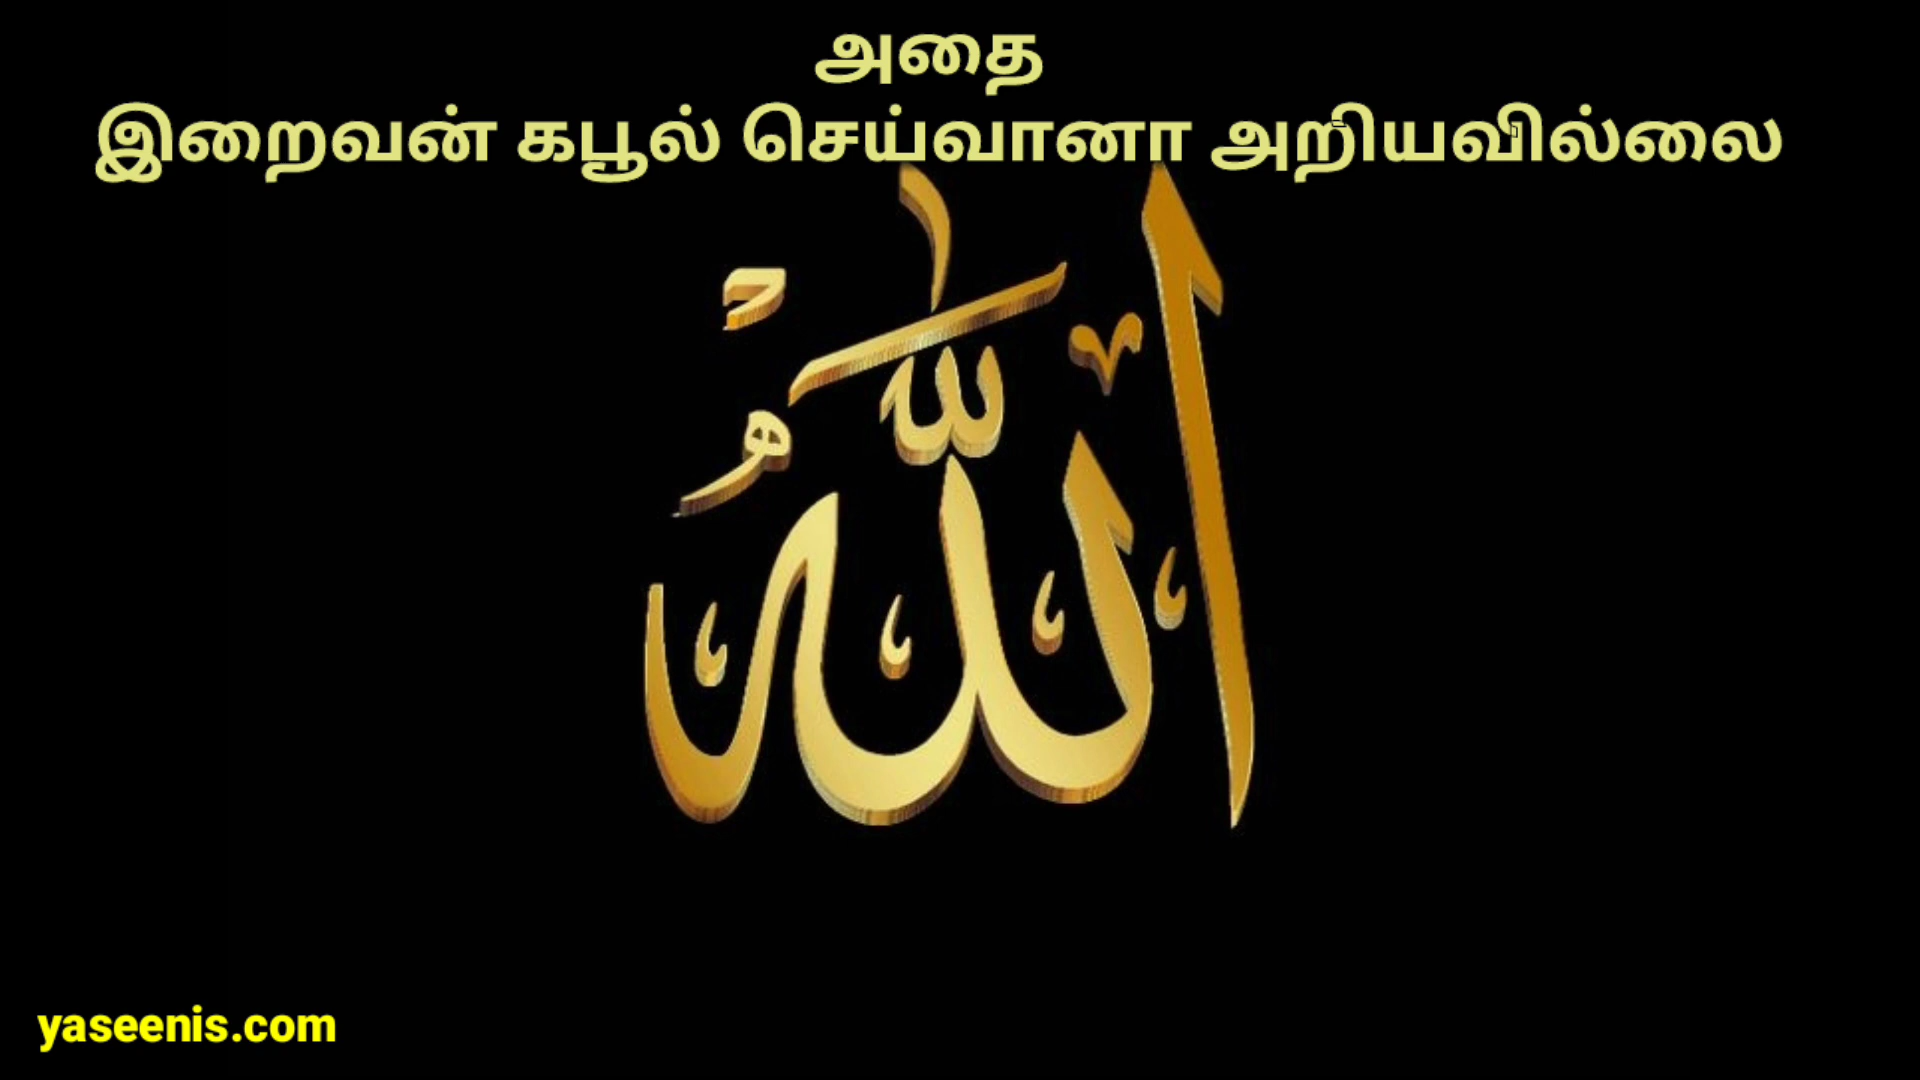 அதை
இறைவன் கபூல் செய்வானா அறியவில்லை
الله
yaseenis.com